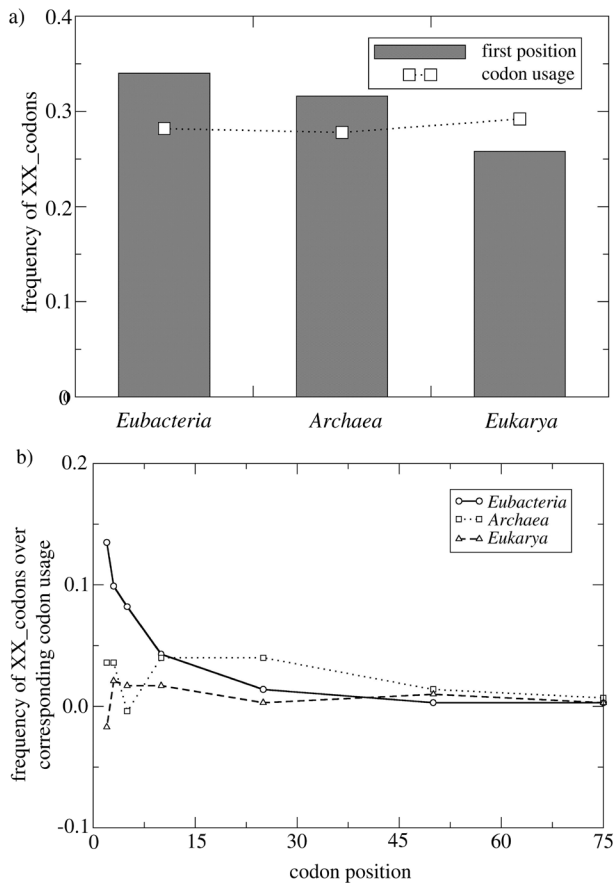 a)
0.4
first position
codon usage
0.3
0.2
0.1
0
frequency of XX_codons
Eubacteria Archaea Eukarya
b)
0.2
Eubacteria
Archaea
Eukarya
0.1
0.0
-0.1
frequency of XX_codons over
corresponding codon usage
0 15 30 45 60 75
codon position